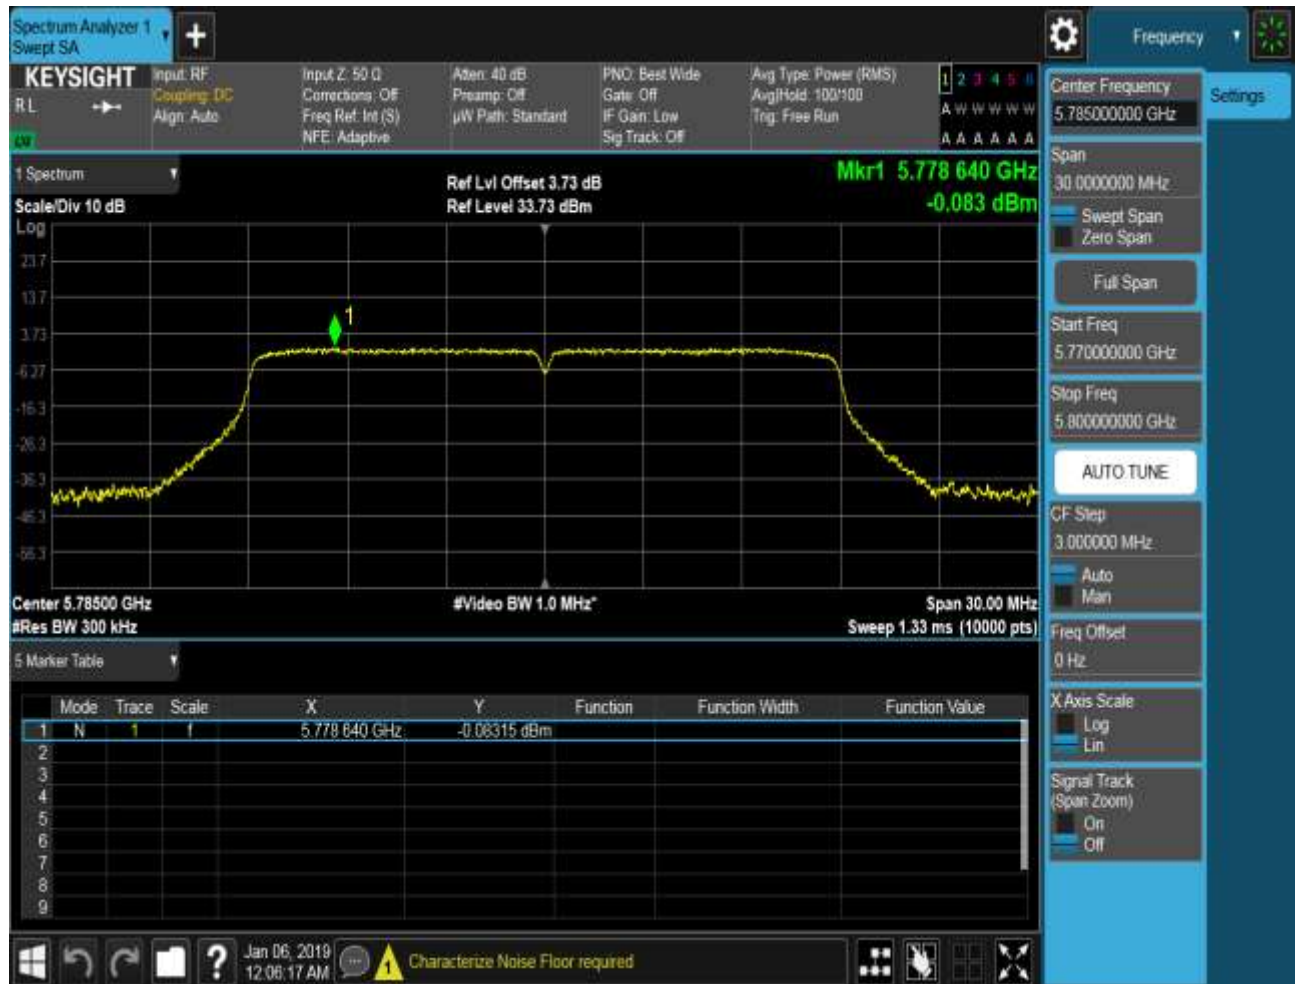 Spectrum Analyzer 1
Swept SA
Frequency
KEYSIGHT
RL
Input: RF
Coupling: DC
Align: Auto
Input Z: 50 Ω
Corrections: Off
Freq Ref: Int (S)
NFE: Adaptive
Atten: 40 dB
Preamp: Off
µW Path: Standard
PNO: Best Wide
Gate: Off
IF Gain: Low
Sig Track: Off
Avg Type: Power (RMS)
Avg|Hold: 100/100
Trig: Free Run
1 2 3 4 5 6
A W W W W W
A A A A A A
1 Spectrum
Scale/Div 10 dB
Ref Lvl Offset 3.73 dB
Ref Level 33.73 dBm
Mkr1 5.778 640 GHz
-0.083 dBm
Log
23.7
13.7
3.73
-6.27
-16.3
-26.3
-36.3
-46.3
-56.3
1
Center 5.78500 GHz
#Res BW 300 kHz
#Video BW 1.0 MHz*
Span 30.00 MHz
Sweep 1.33 ms (10000 pts)
5 Marker Table
Mode Trace Scale X Y Function Function Width Function Value
1 N 1 f 5.778 640 GHz -0.08315 dBm
2
3
4
5
6
7
8
9
Jan 06, 2019
12:06:17 AM
Characterize Noise Floor required
Center Frequency
5.785000000 GHz
Settings
Span
30.0000000 MHz
Swept Span
Zero Span
Full Span
Start Freq
5.770000000 GHz
Stop Freq
5.800000000 GHz
AUTO TUNE
CF Step
3.000000 MHz
Auto
Man
Freq Offset
0 Hz
X Axis Scale
Log
Lin
Signal Track
(Span Zoom)
On
Off